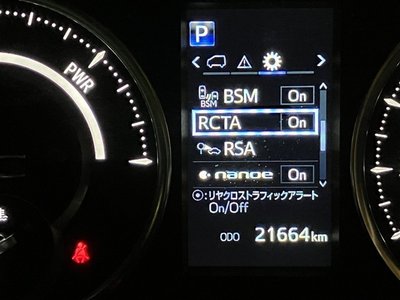 P
PWR
BSM BSM On
RCTA On
RSA
nanoe On
:リヤクロストラフィックアラート
On/Off
ODO 21664km